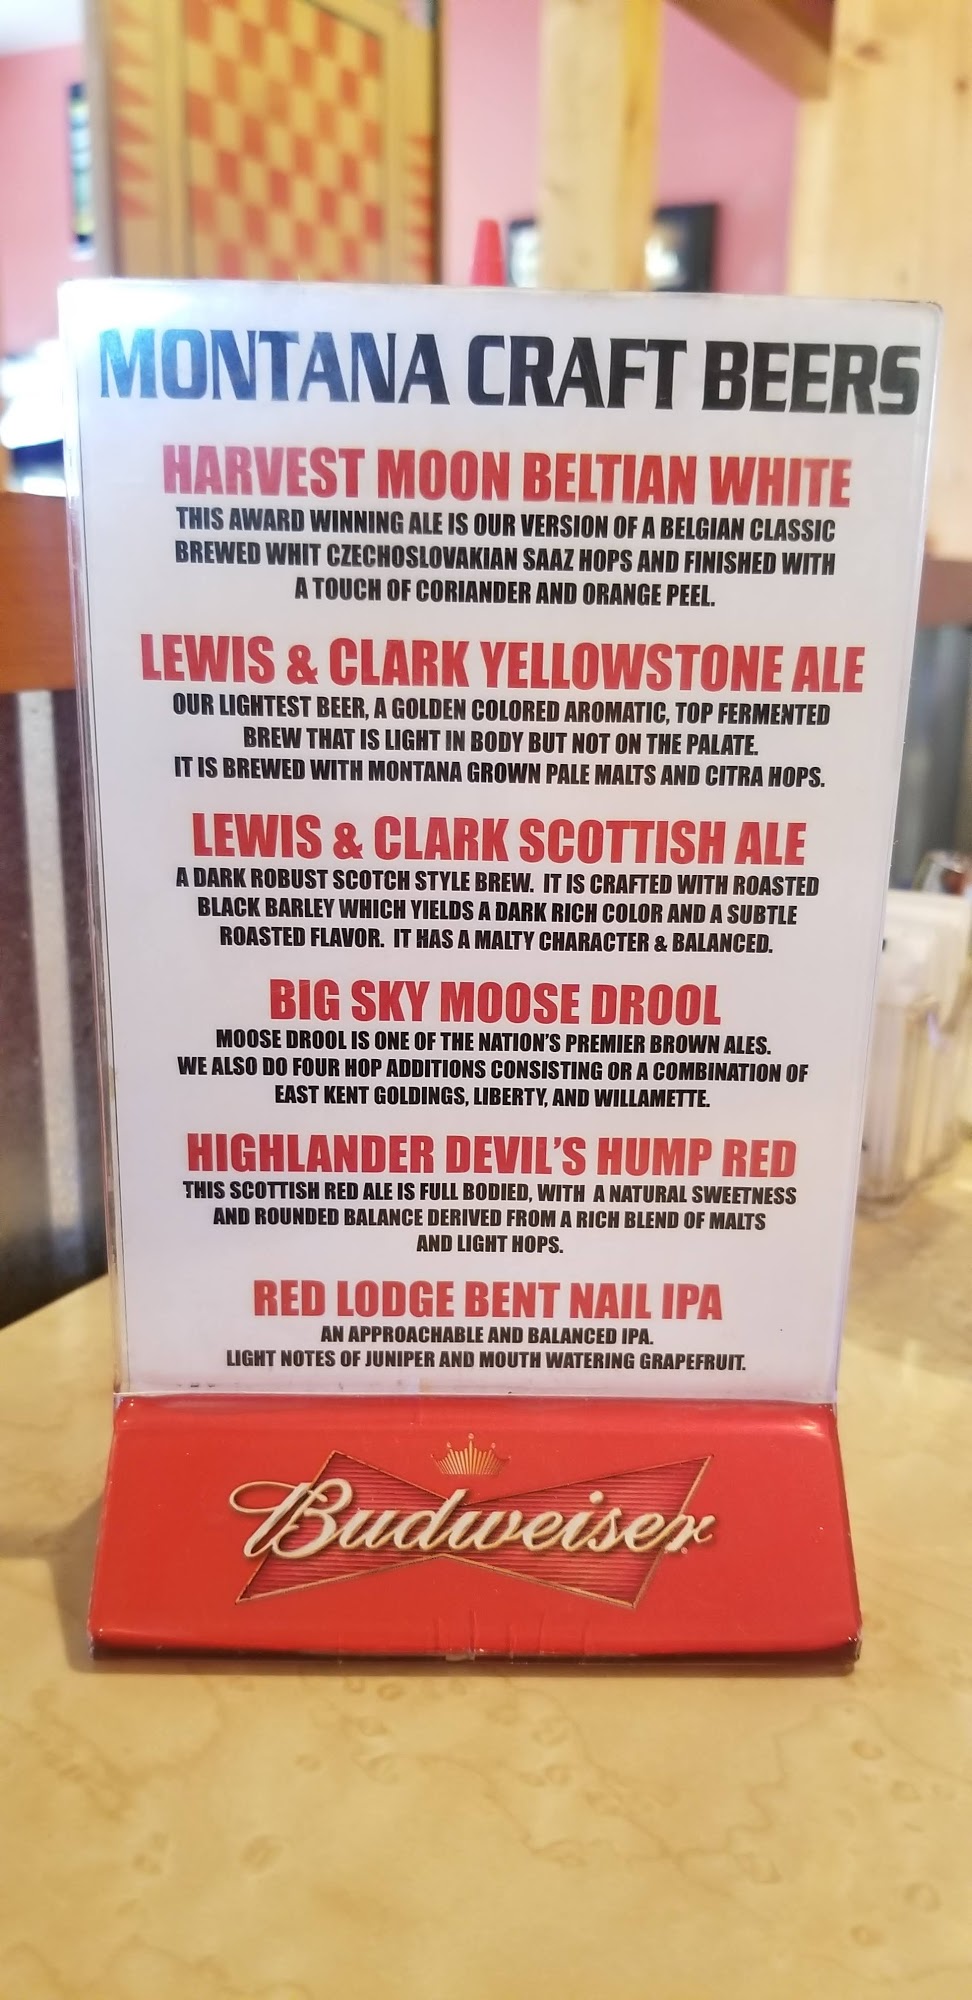 MONTANA CRAFT BEERS
HARVEST MOON BELTIAN WHITE
THIS AWARD WINNING ALE IS OUR VERSION OF A BELGIAN CLASSIC
BREWED WHIT CZECHOSLOVAKIAN SAAZ HOPS AND FINISHED WITH
A TOUCH OF CORIANDER AND ORANGE PEEL.
LEWIS & CLARK YELLOWSTONE ALE
OUR LIGHTEST BEER, A GOLDEN COLORED AROMATIC, TOP FERMENTED
BREW THAT IS LIGHT IN BODY BUT NOT ON THE PALATE.
IT IS BREWED WITH MONTANA GROWN PALE MALTS AND CITRA HOPS.
LEWIS & CLARK SCOTTISH ALE
A DARK ROBUST SCOTCH STYLE BREW. IT IS CRAFTED WITH ROASTED
BLACK BARLEY WHICH YIELDS A DARK RICH COLOR AND A SUBTLE
ROASTED FLAVOR. IT HAS A MALTY CHARACTER & BALANCED.
BIG SKY MOOSE DROOL
MOOSE DROOL IS ONE OF THE NATION'S PREMIER BROWN ALES.
WE ALSO DO FOUR HOP ADDITIONS CONSISTING OR A COMBINATION OF
EAST KENT GOLDINGS, LIBERTY, AND WILLAMETTE.
HIGHLANDER DEVIL'S HUMP RED
THIS SCOTTISH RED ALE IS FULL BODIED, WITH A NATURAL SWEETNESS
AND ROUNDED BALANCE DERIVED FROM A RICH BLEND OF MALTS
AND LIGHT HOPS.
RED LODGE BENT NAIL IPA
AN APPROACHABLE AND BALANCED IPA.
LIGHT NOTES OF JUNIPER AND MOUTH WATERING GRAPEFRUIT.
Budweiser